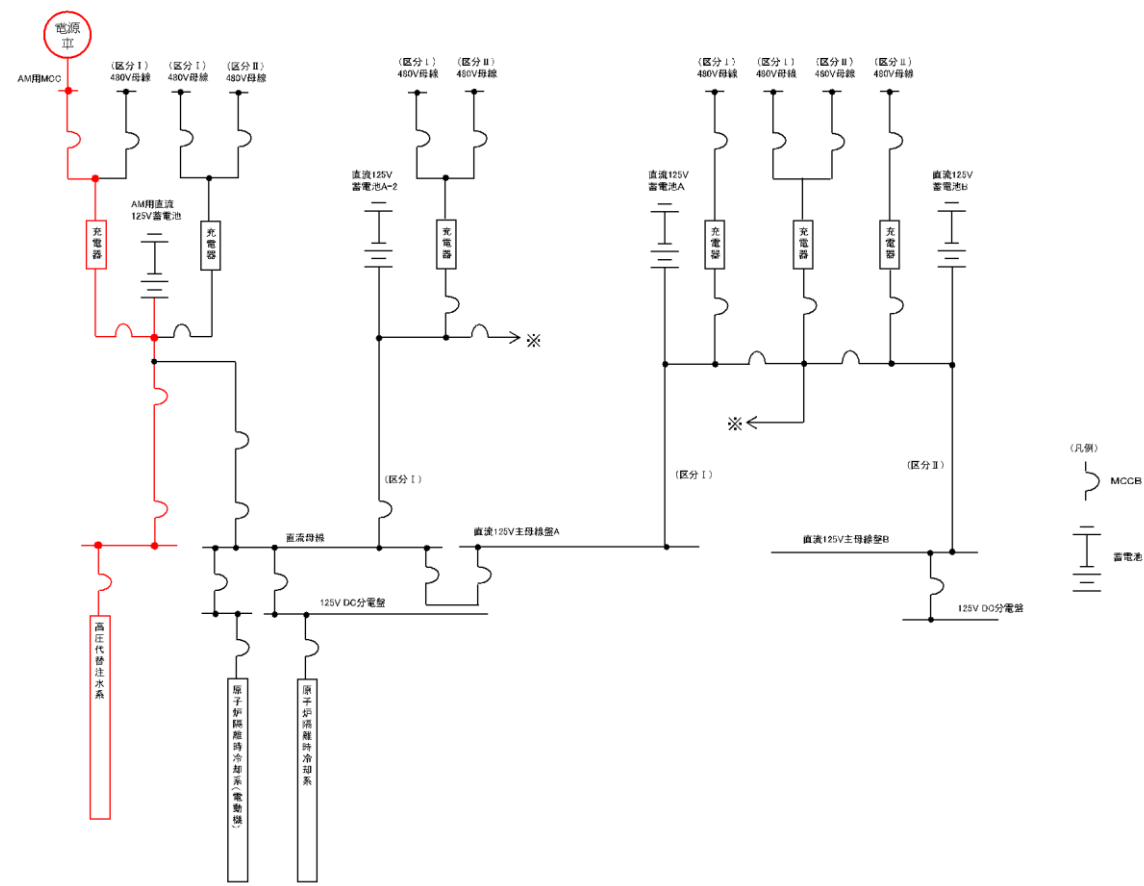 電源
車
AM用MCC
(区分Ⅰ)
480V母線
(区分Ⅰ)
480V母線
(区分Ⅱ)
480V母線
(区分Ⅰ)
480V母線
(区分Ⅱ)
480V母線
(区分Ⅰ)
480V母線
(区分Ⅰ)
480V母線
(区分Ⅱ)
480V母線
(区分Ⅱ)
480V母線
直流125V
蓄電池A-2
直流125V
蓄電池A
直流125V
蓄電池B
AM用直流
125V蓄電池
充電器
充電器
充電器
充電器
充電器
充電器
※
※
(区分Ⅰ)
(区分Ⅰ)
(区分Ⅱ)
(凡例)
MCCB
蓄電池
直流母線
直流125V主母線盤A
直流125V主母線盤B
125V DC分電盤
125V DC分電盤
高圧代替注水系
原子炉隔離時冷却系(電動機)
原子炉隔離時冷却系